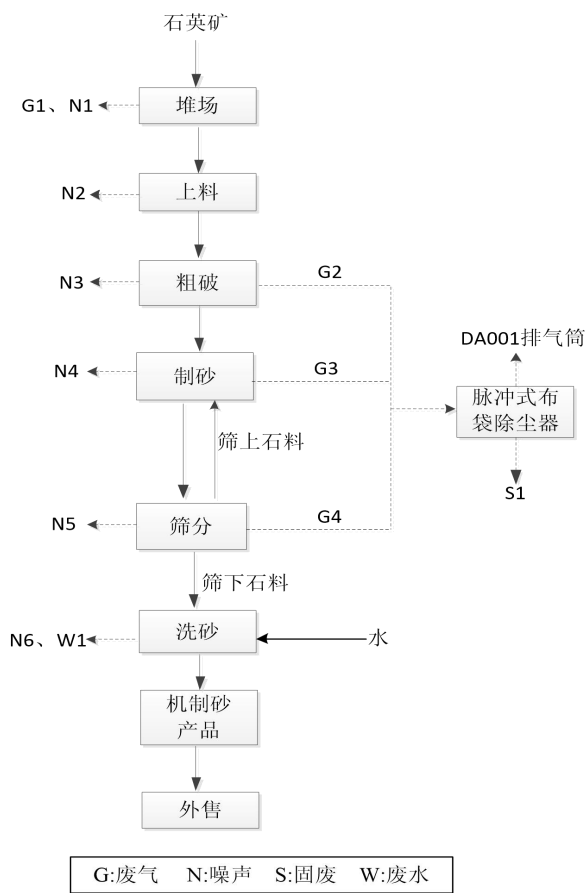 石英矿
G1、N1
堆场
N2
上料
N3
粗破
G2
DA001排气筒
N4
制砂
G3
脉冲式布
袋除尘器
筛上石料
S1
N5
筛分
G4
筛下石料
N6、W1
洗砂
水
机制砂
产品
外售
G:废气 N:噪声 S:固废 W:废水